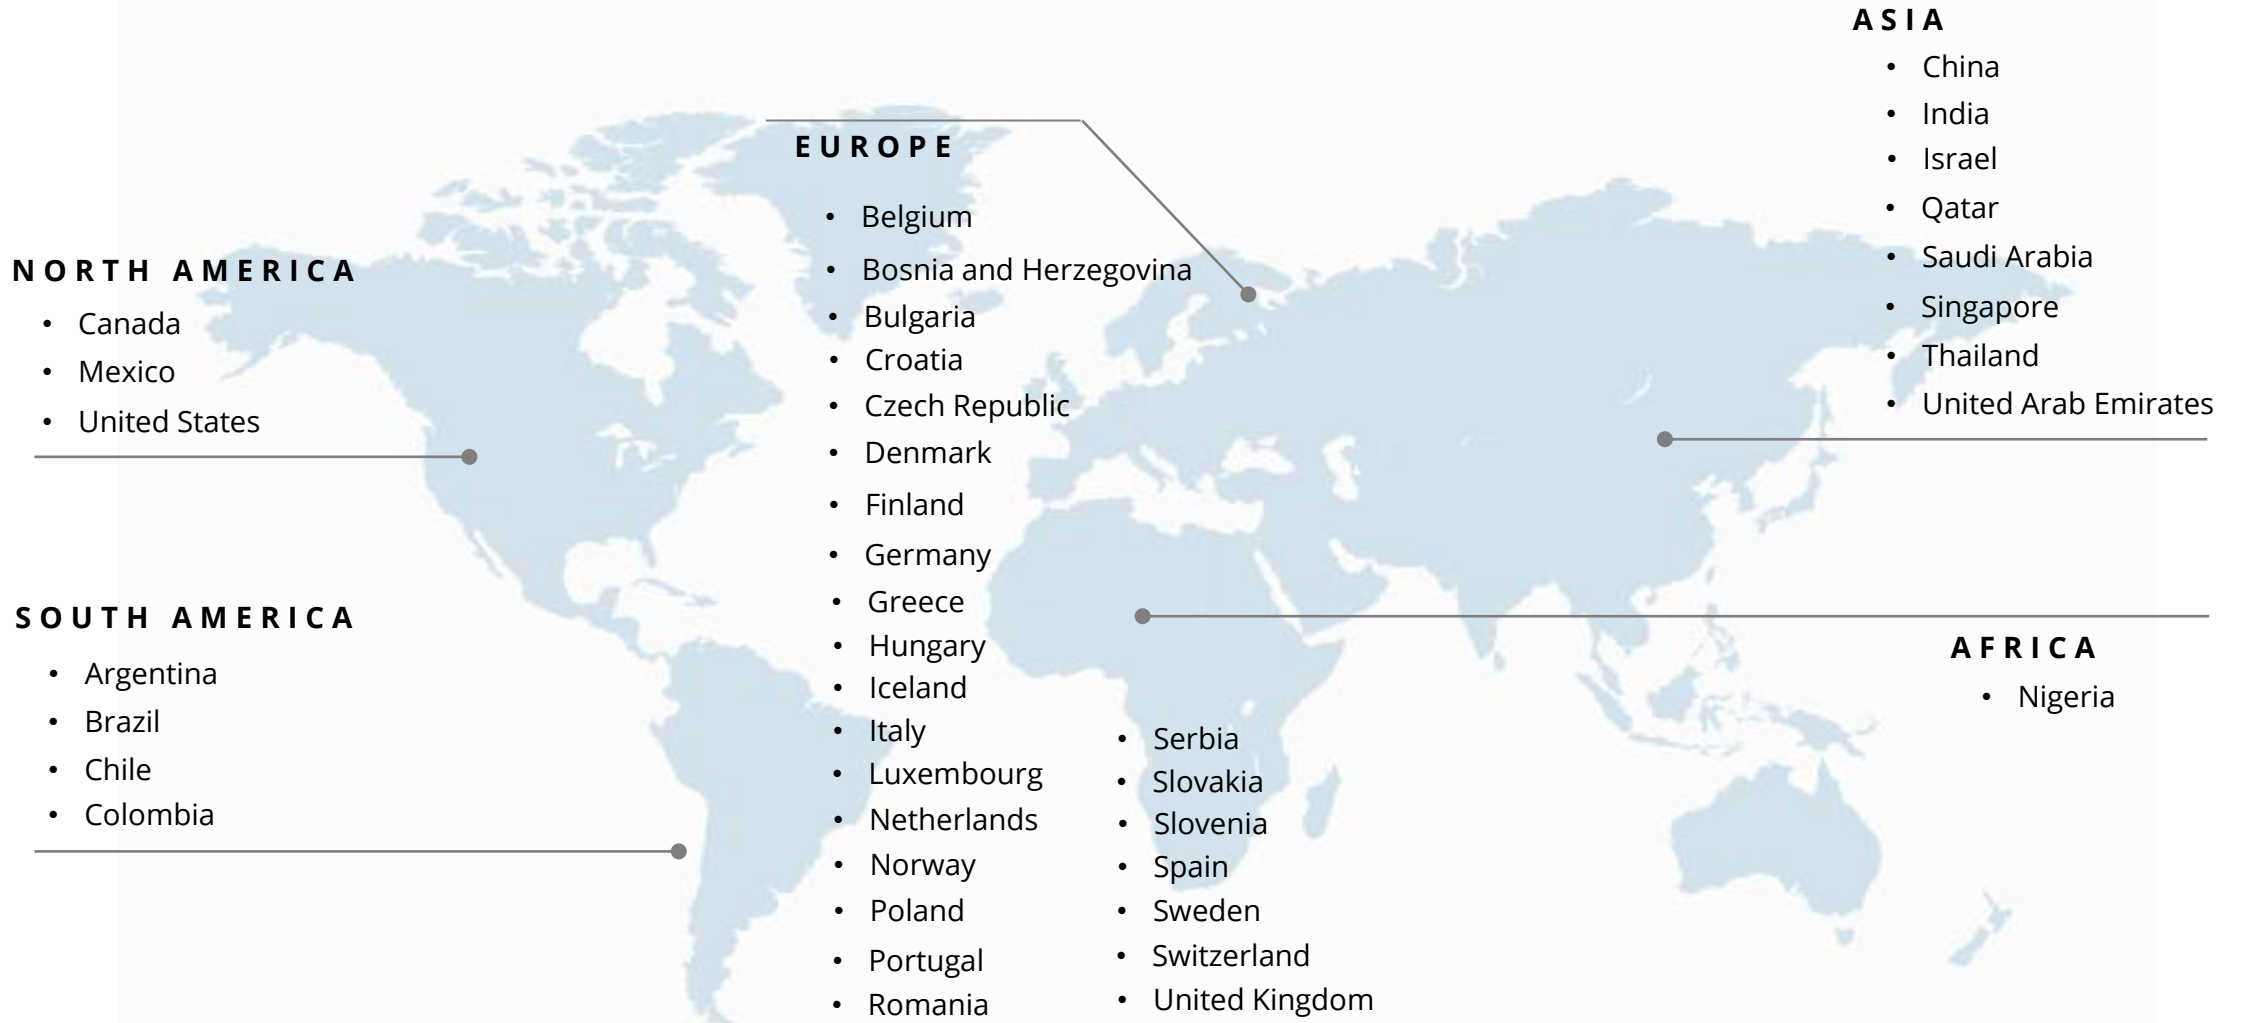 NORTH AMERICA
• Canada
• Mexico
• United States
SOUTH AMERICA
• Argentina
• Brazil
• Chile
• Colombia
EUROPE
• Belgium
• Bosnia and Herzegovina
• Bulgaria
• Croatia
• Czech Republic
• Denmark
• Finland
• Germany
• Greece
• Hungary
• Iceland
• Italy
• Luxembourg
• Netherlands
• Norway
• Poland
• Portugal
• Romania
• Serbia
• Slovakia
• Slovenia
• Spain
• Sweden
• Switzerland
• United Kingdom
ASIA
• China
• India
• Israel
• Qatar
• Saudi Arabia
• Singapore
• Thailand
• United Arab Emirates
AFRICA
• Nigeria